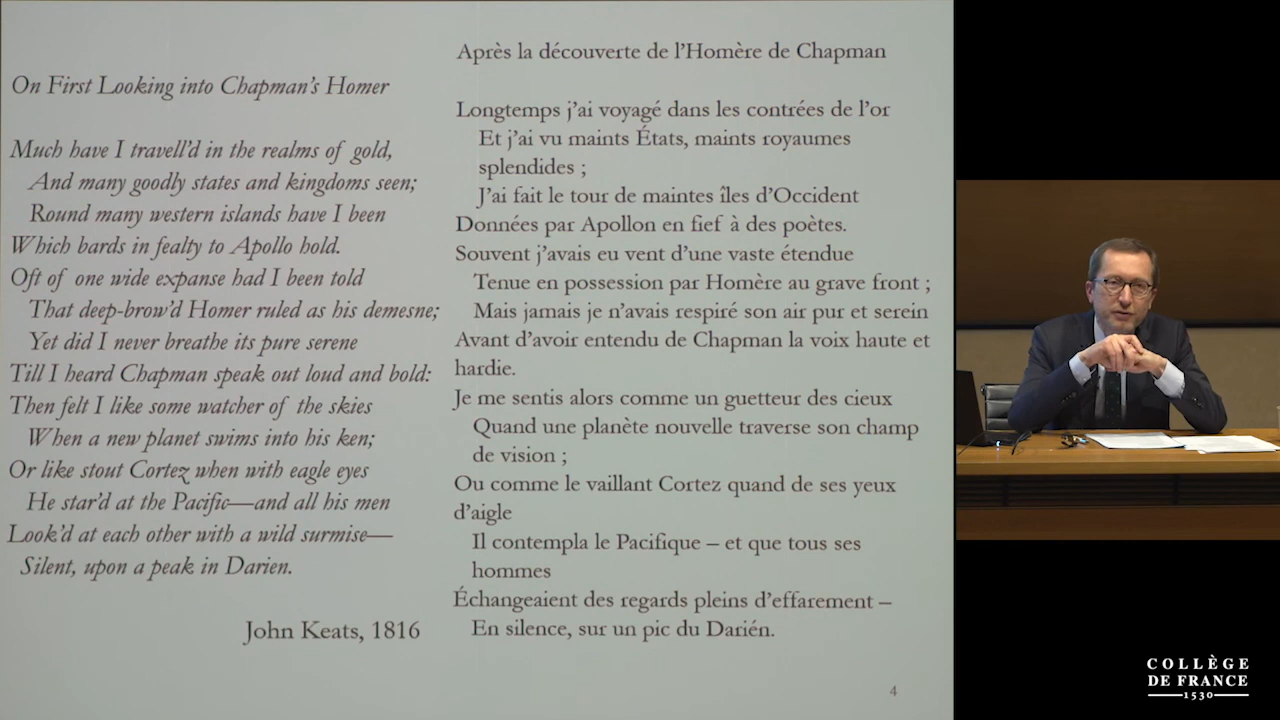 On First Looking into Chapman's Homer
Much have I travell'd in the realms of gold,
And many goodly states and kingdoms seen;
Round many western islands have I been
Which bards in fealty to Apollo hold.
Oft of one wide expanse had I been told
That deep-brow'd Homer ruled as his demesne;
Yet did I never breathe its pure serene
Till I heard Chapman speak out loud and bold:
Then felt I like some watcher of the skies
When a new planet swims into his ken;
Or like stout Cortez when with eagle eyes
He star'd at the Pacific—and all his men
Look'd at each other with a wild surmise—
Silent, upon a peak in Darien.
John Keats, 1816
Après la découverte de l'Homère de Chapman
Longtemps j'ai voyagé dans les contrées de l'or
Et j'ai vu maints États, maints royaumes
splendides ;
J'ai fait le tour de maintes îles d'Occident
Données par Apollon en fief à des poètes.
Souvent j'avais eu vent d'une vaste étendue
Tenue en possession par Homère au grave front ;
Mais jamais je n'avais respiré son air pur et serein
Avant d'avoir entendu de Chapman la voix haute et
hardie.
Je me sentis alors comme un guetteur des cieux
Quand une planète nouvelle traverse son champ
de vision ;
Ou comme le vaillant Cortez quand de ses yeux
d'aigle
Il contempla le Pacifique – et que tous ses
hommes
Échangeaient des regards pleins d'effarement –
En silence, sur un pic du Darién.
4
COLLÈGE
DE FRANCE
1530